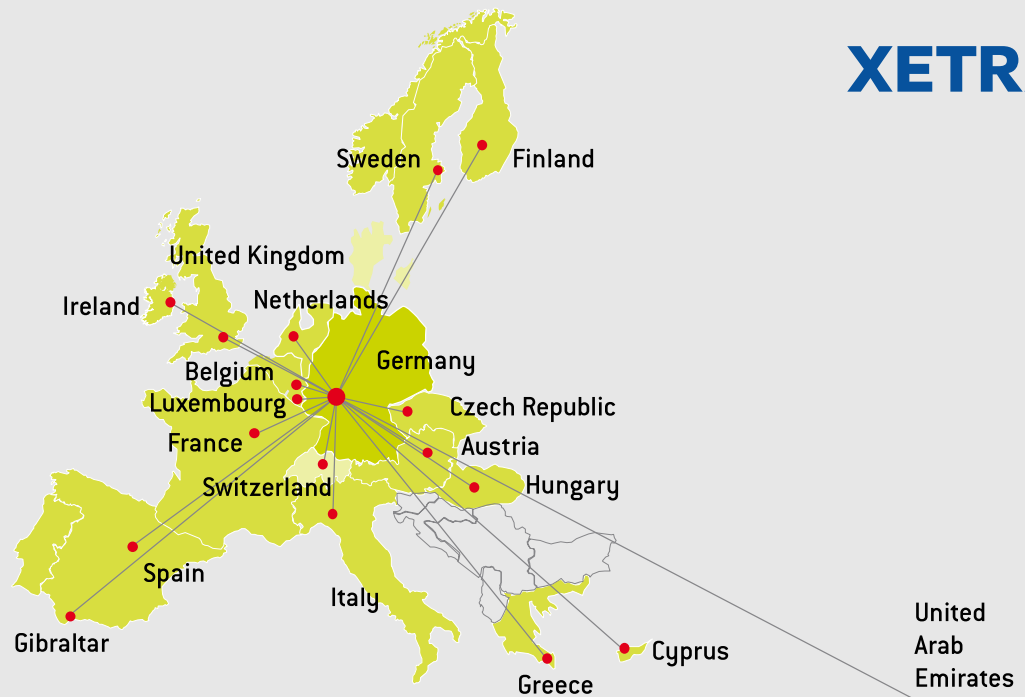 XETR
Sweden
Finland
United Kingdom
Netherlands
Ireland
Germany
Belgium
Luxembourg
Czech Republic
France
Austria
Switzerland
Hungary
Spain
Italy
Gibraltar
Cyprus
Greece
United
Arab
Emirates